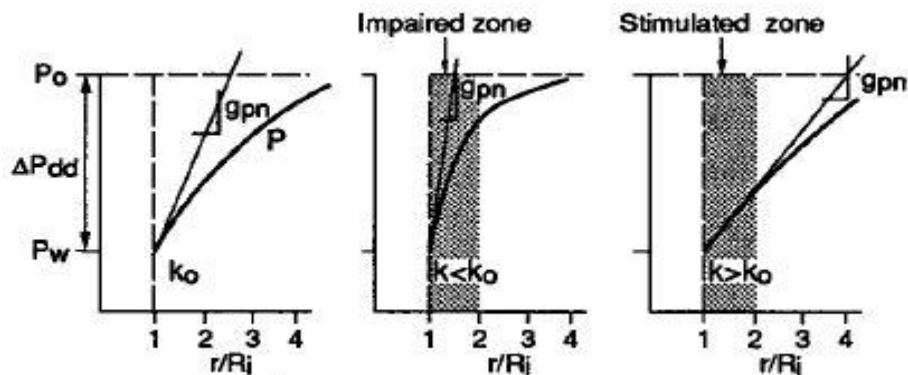 Impaired zone
Stimulated zone
Po
gpn
gpn
gpn
P
ΔPdd
Pw
ko
k<ko
k>ko
1 2 3 4
1 2 3 4
1 2 3 4
r/Ri
r/Ri
r/Ri